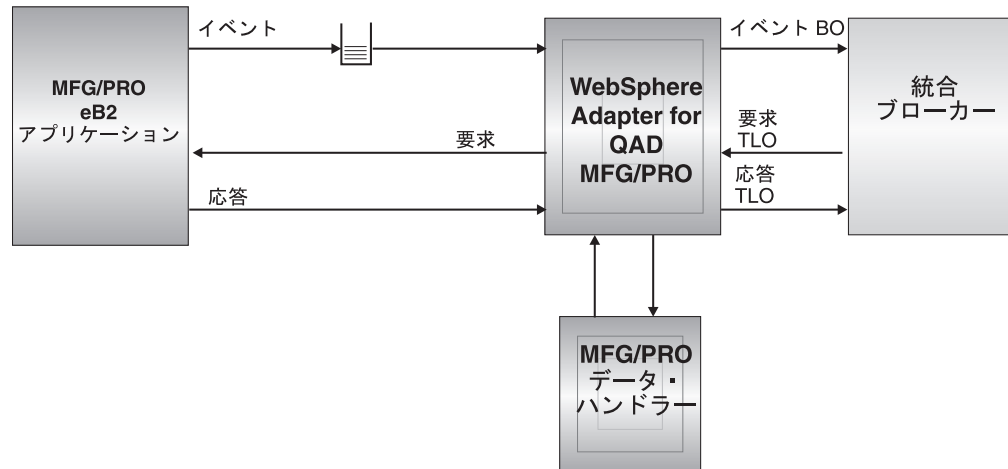 イベント
イベント BO
MFG/PRO
eB2
アプリケーション
WebSphere
Adapter for
QAD
MFG/PRO
統合
ブローカー
要求
要求
TLO
応答
応答
TLO
MFG/PRO
データ・
ハンドラー